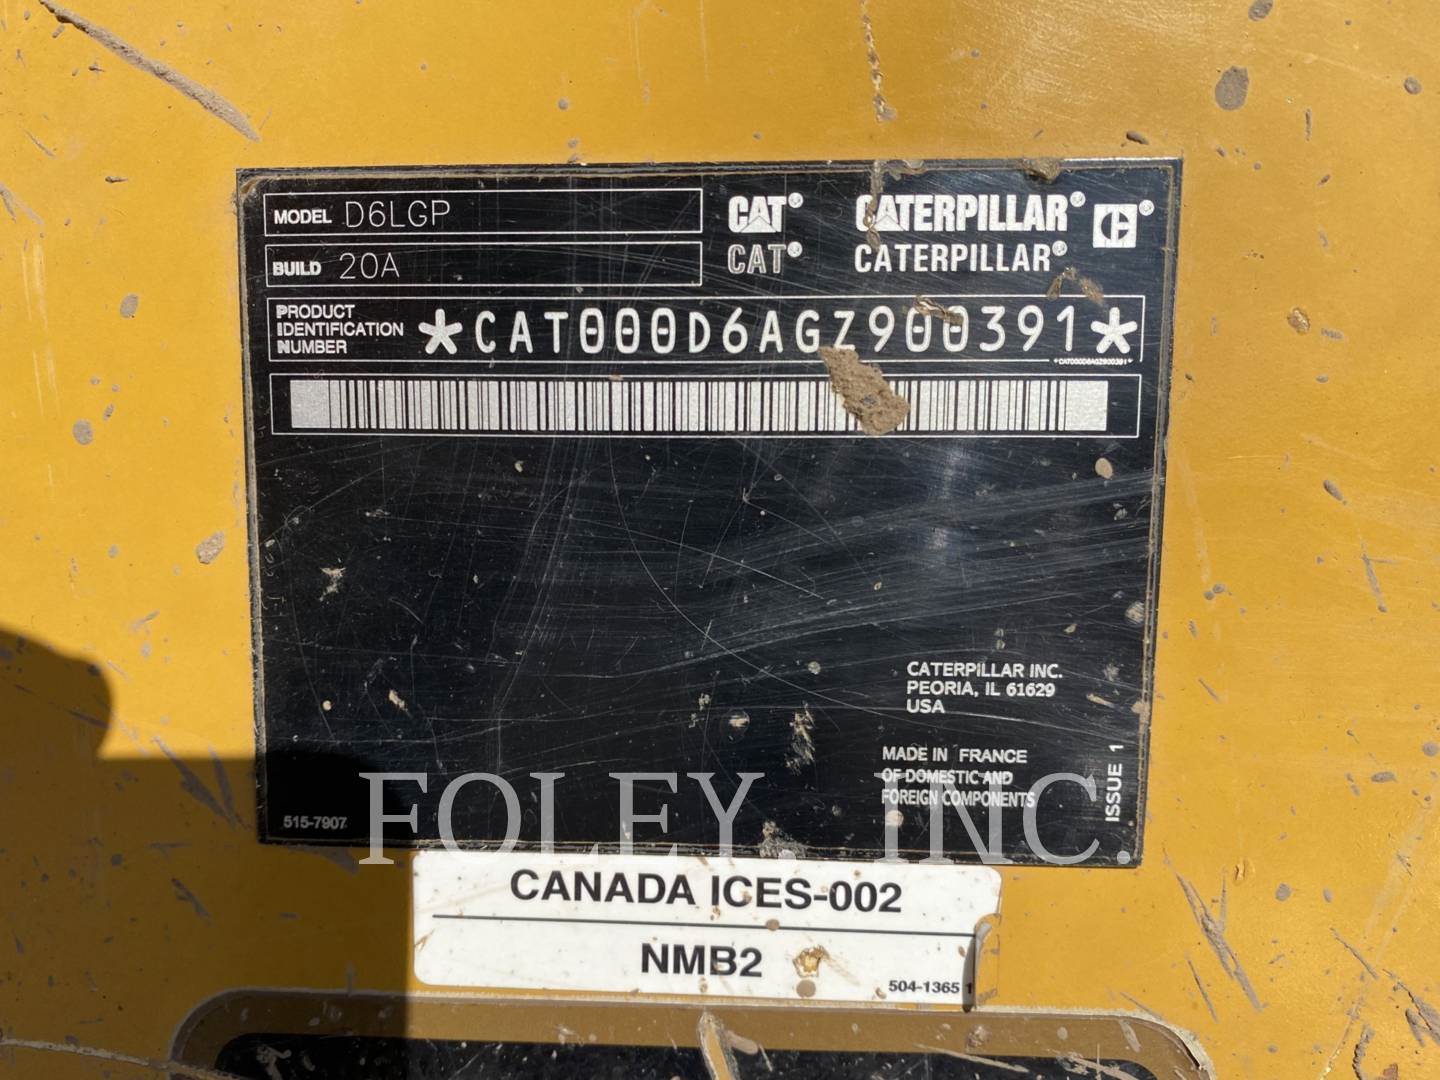 MODEL D6LGP
BUILD 20A
CAT® CATERPILLAR®
CAT® CATERPILLAR®
PRODUCT
IDENTIFICATION
NUMBER
*CAT000D6AGZ900391*
*CAT000D6AGZ900391*
CATERPILLAR INC.
PEORIA, IL 61629
USA
MADE IN FRANCE
OF DOMESTIC AND
FOREIGN COMPONENTS
ISSUE 1
515-7907
FOLEY, INC.
CANADA ICES-002
NMB2
504-1365 1